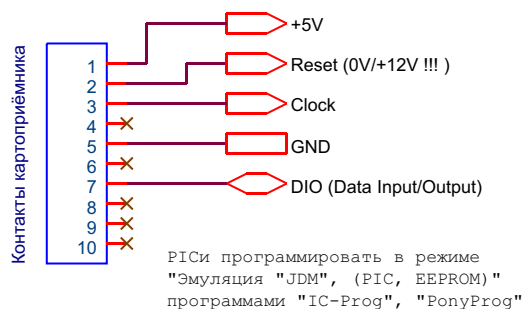 Контакты картоприёмника
1
+5V
2
Reset (0V/+12V !!! )
3
Clock
4
5
GND
6
7
DIO (Data Input/Output)
8
9
10
PICи программировать в режиме
"Эмуляция "JDM", (PIC, EEPROM)"
программами "IC-Prog", "PonyProg"